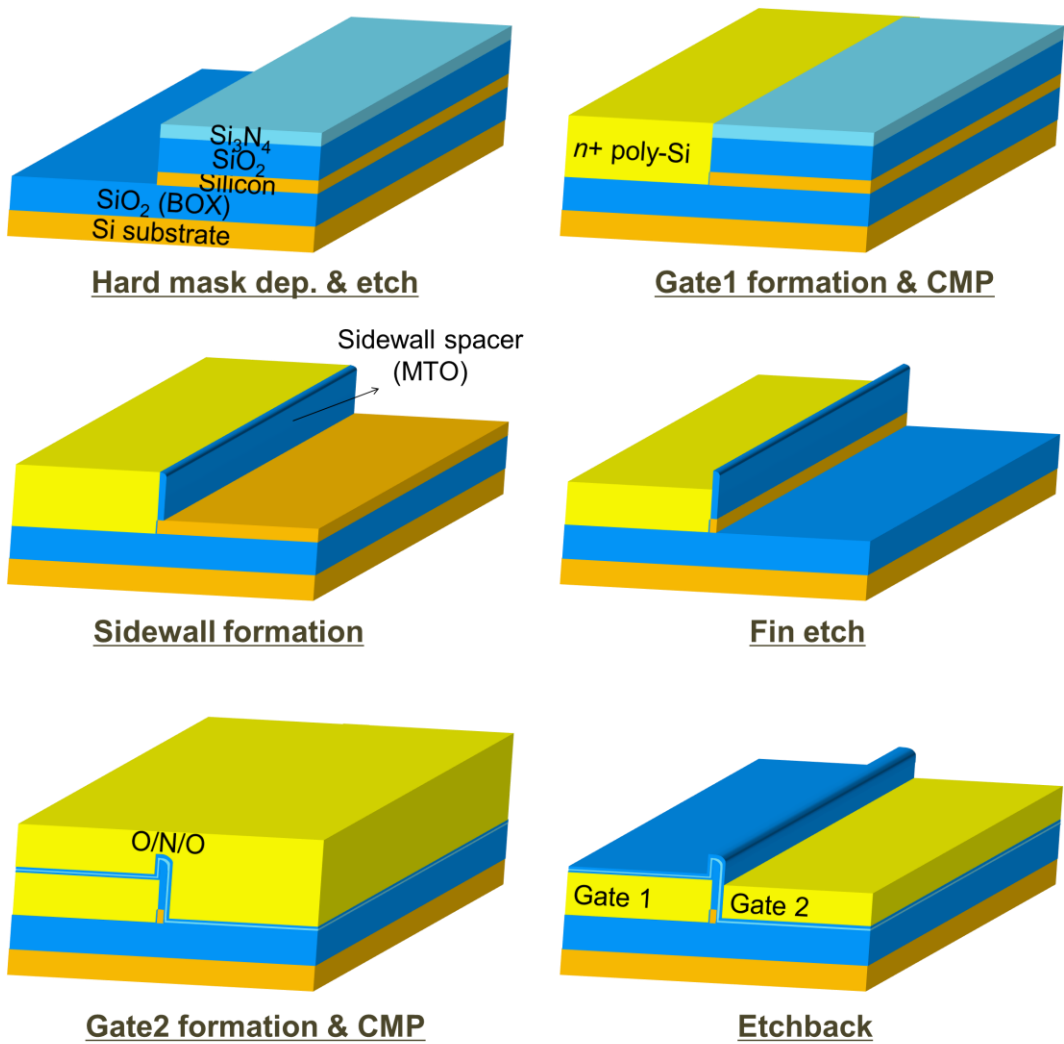 Si₃N₄
SiO₂
Silicon
SiO₂ (BOX)
Si substrate
Hard mask dep. & etch
n+ poly-Si
Gate1 formation & CMP
Sidewall spacer
(MTO)
Sidewall formation
Fin etch
O/N/O
Gate2 formation & CMP
Gate 1
Gate 2
Etchback